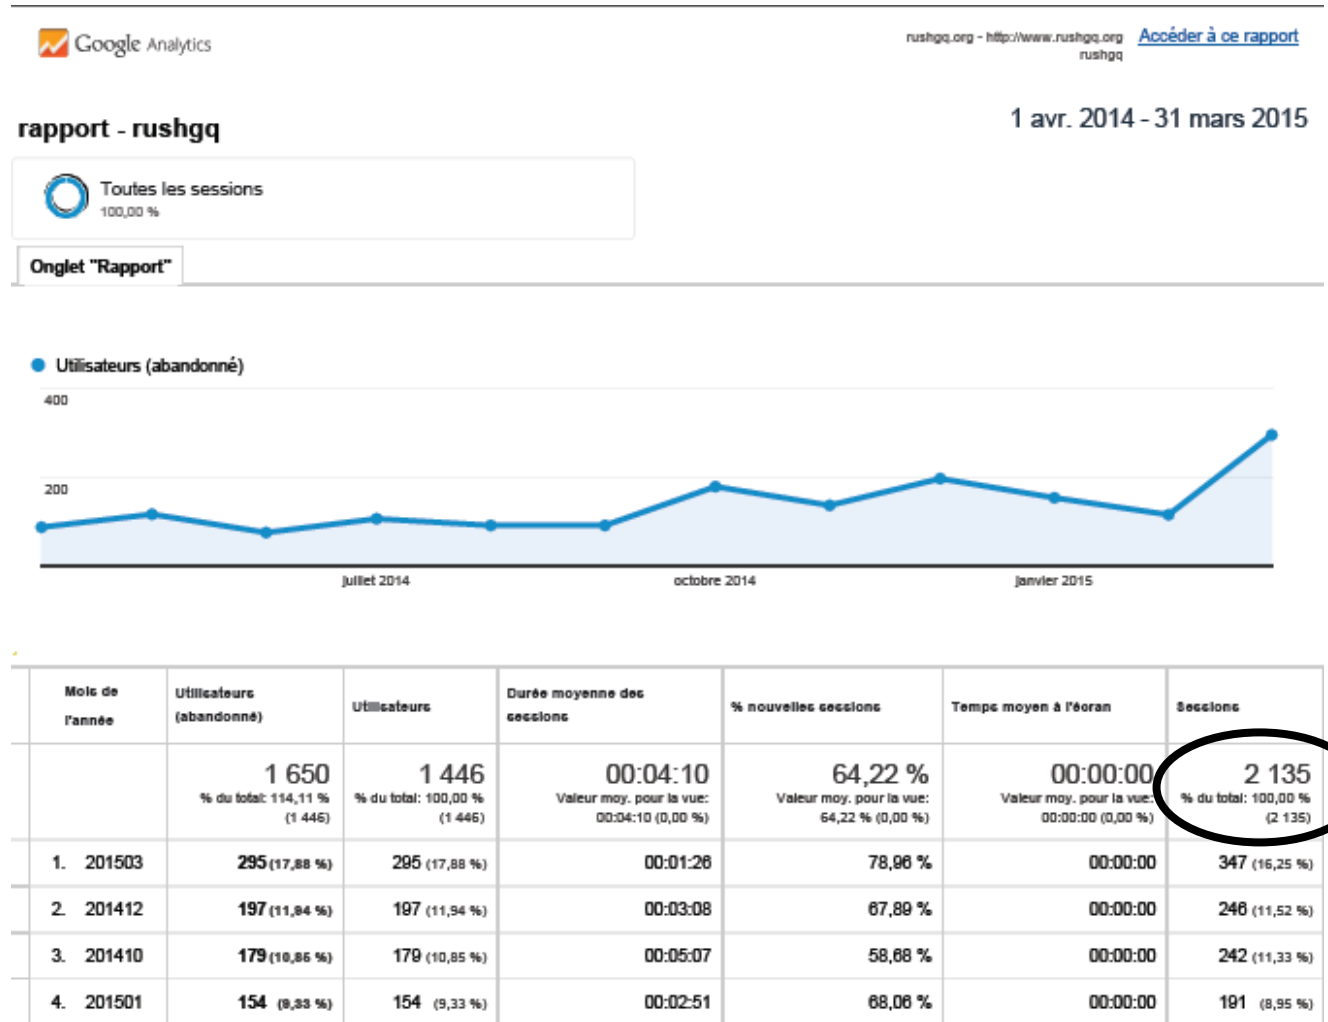 Google Analytics
rushgq.org - http://www.rushgq.org
rushgq
Accéder à ce rapport
rapport - rushgq
1 avr. 2014 - 31 mars 2015
Toutes les sessions
100,00 %
Onglet "Rapport"
Utilisateurs (abandonné)
400
200
juillet 2014 octobre 2014 janvier 2015
Mois de l'année
Utilisateurs (abandonné)
Utilisateurs
Durée moyenne des sessions
% nouvelles sessions
Temps moyen à l'écran
Sessions
1 650 1 446 00:04:10 64,22 % 00:00:00 2 135
% du total: 114,11 % % du total: 100,00 % Valeur moy. pour la vue: Valeur moy. pour la vue: Valeur moy. pour la vue: % du total: 100,00 %
(1 446) (1 446) 00:04:10 (0,00 %) 64,22 % (0,00 %) 00:00:00 (0,00 %) (2 135)
1. 201503 295 (17,88 %) 295 (17,88 %) 00:01:26 78,96 % 00:00:00 347 (16,25 %)
2. 201412 197 (11,94 %) 197 (11,94 %) 00:03:08 67,89 % 00:00:00 246 (11,52 %)
3. 201410 179 (10,85 %) 179 (10,85 %) 00:05:07 58,68 % 00:00:00 242 (11,33 %)
4. 201501 154 (9,33 %) 154 (9,33 %) 00:02:51 68,06 % 00:00:00 191 (8,95 %)